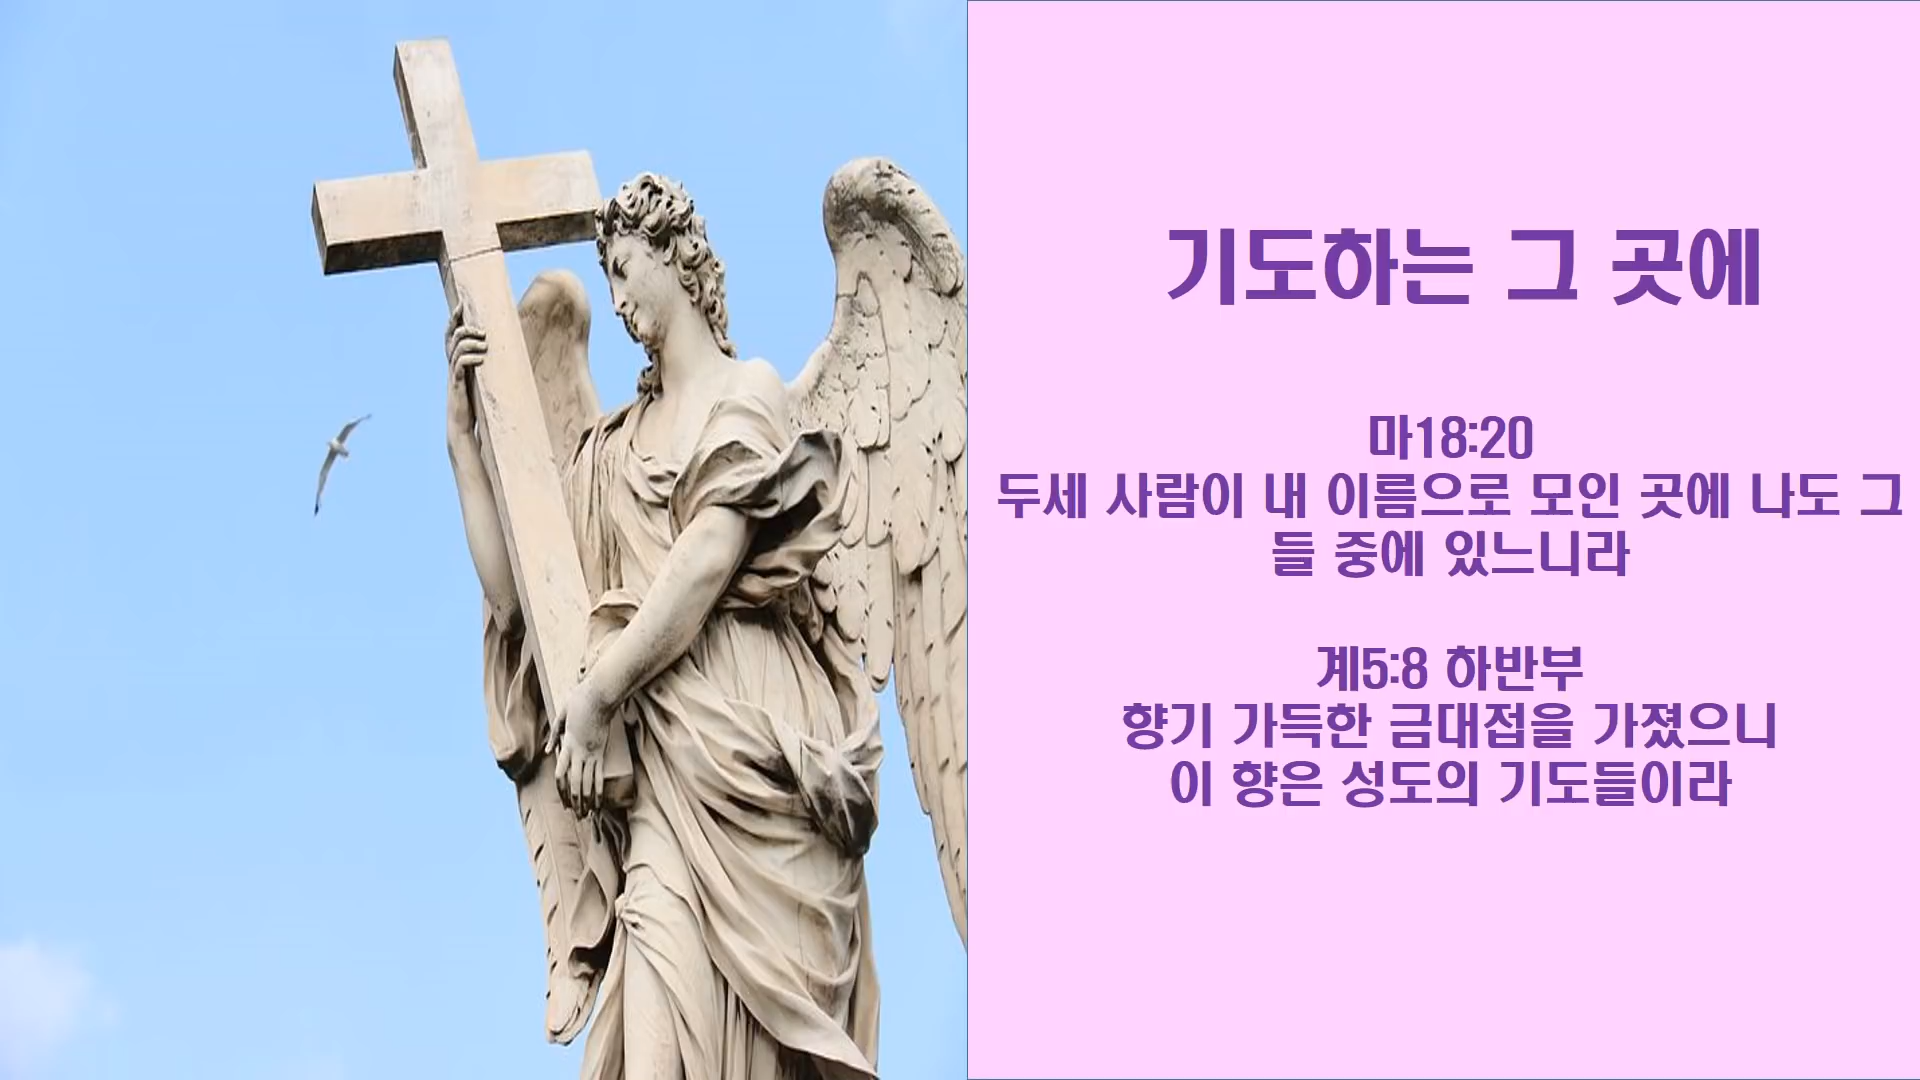 기도하는 그 곳에
마18:20
두세 사람이 내 이름으로 모인 곳에 나도 그
들 중에 있느니라
계5:8 하반부
향기 가득한 금대접을 가졌으니
이 향은 성도의 기도들이라